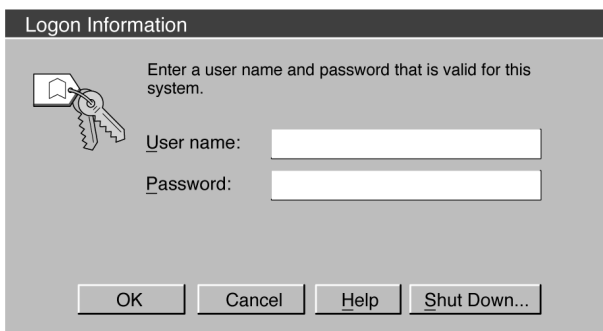 Logon Information
Enter a user name and password that is valid for this
system.
User name:
Password:
OK Cancel Help Shut Down...